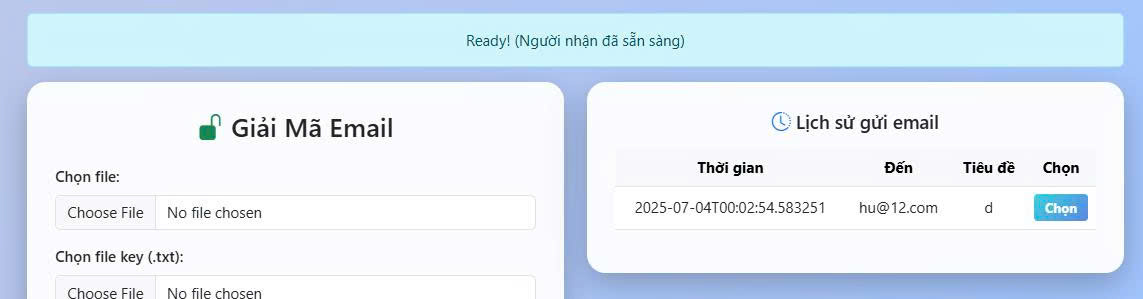 Ready! (Người nhận đã sẵn sàng)
Giải Mã Email
Chọn file:
Choose File No file chosen
Chọn file key (.txt):
Choose File No file chosen
Lịch sử gửi email
Thời gian Đến Tiêu đề Chọn
2025-07-04T00:02:54.583251 hu@12.com d Chọn